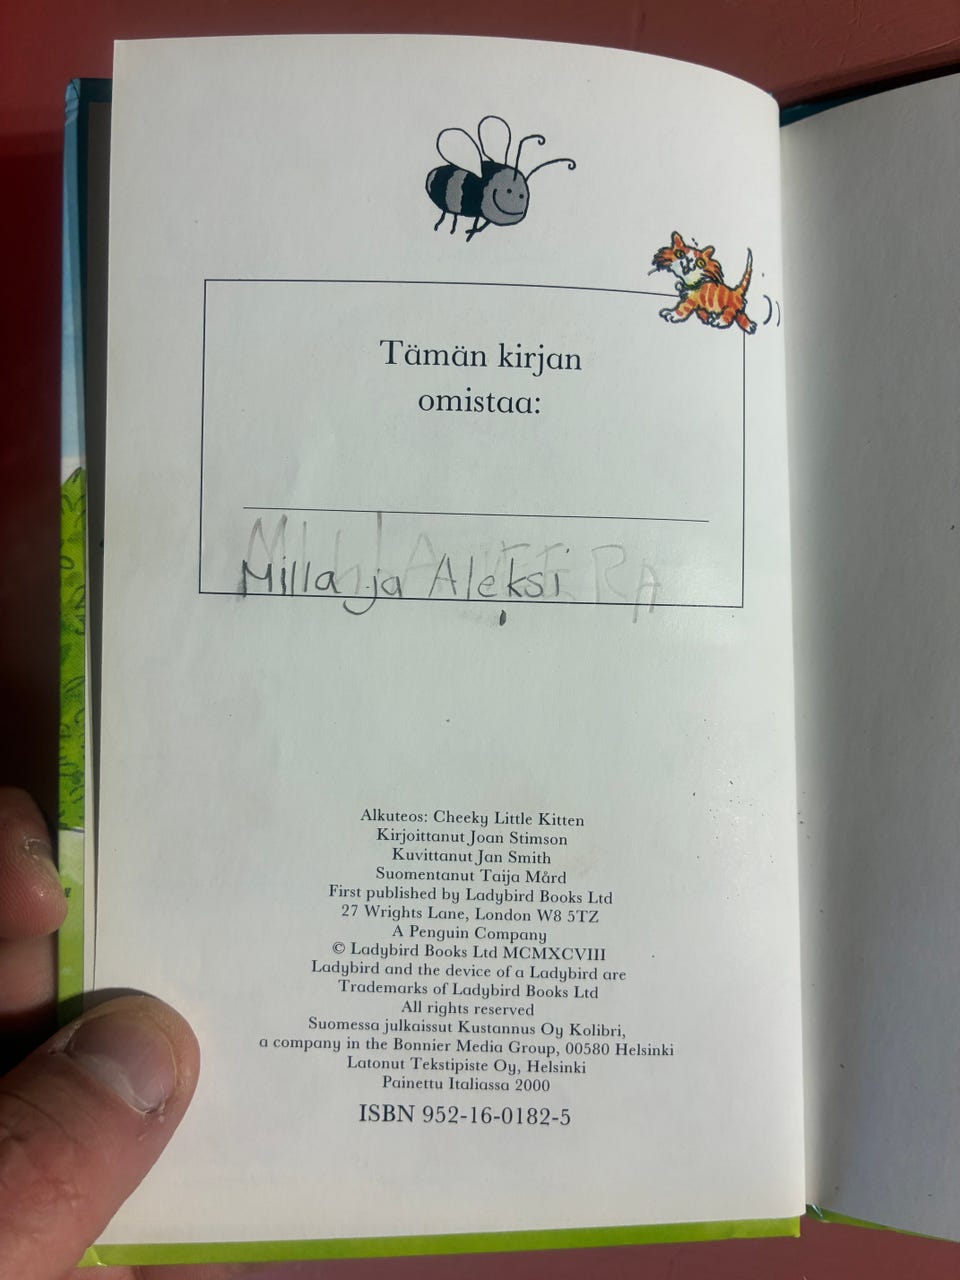 Tämän kirjan
omistaa:
Milla ja Aleksi
Alkuteos: Cheeky Little Kitten
Kirjoittanut Joan Stimson
Kuvittanut Jan Smith
Suomentanut Taija Mård
First published by Ladybird Books Ltd
27 Wrights Lane, London W8 5TZ
A Penguin Company
© Ladybird Books Ltd MCMXCVIII
Ladybird and the device of a Ladybird are
Trademarks of Ladybird Books Ltd
All rights reserved
Suomessa julkaissut Kustannus Oy Kolibri,
a company in the Bonnier Media Group, 00580 Helsinki
Latonut Tekstipiste Oy, Helsinki
Painettu Italiassa 2000
ISBN 952-16-0182-5